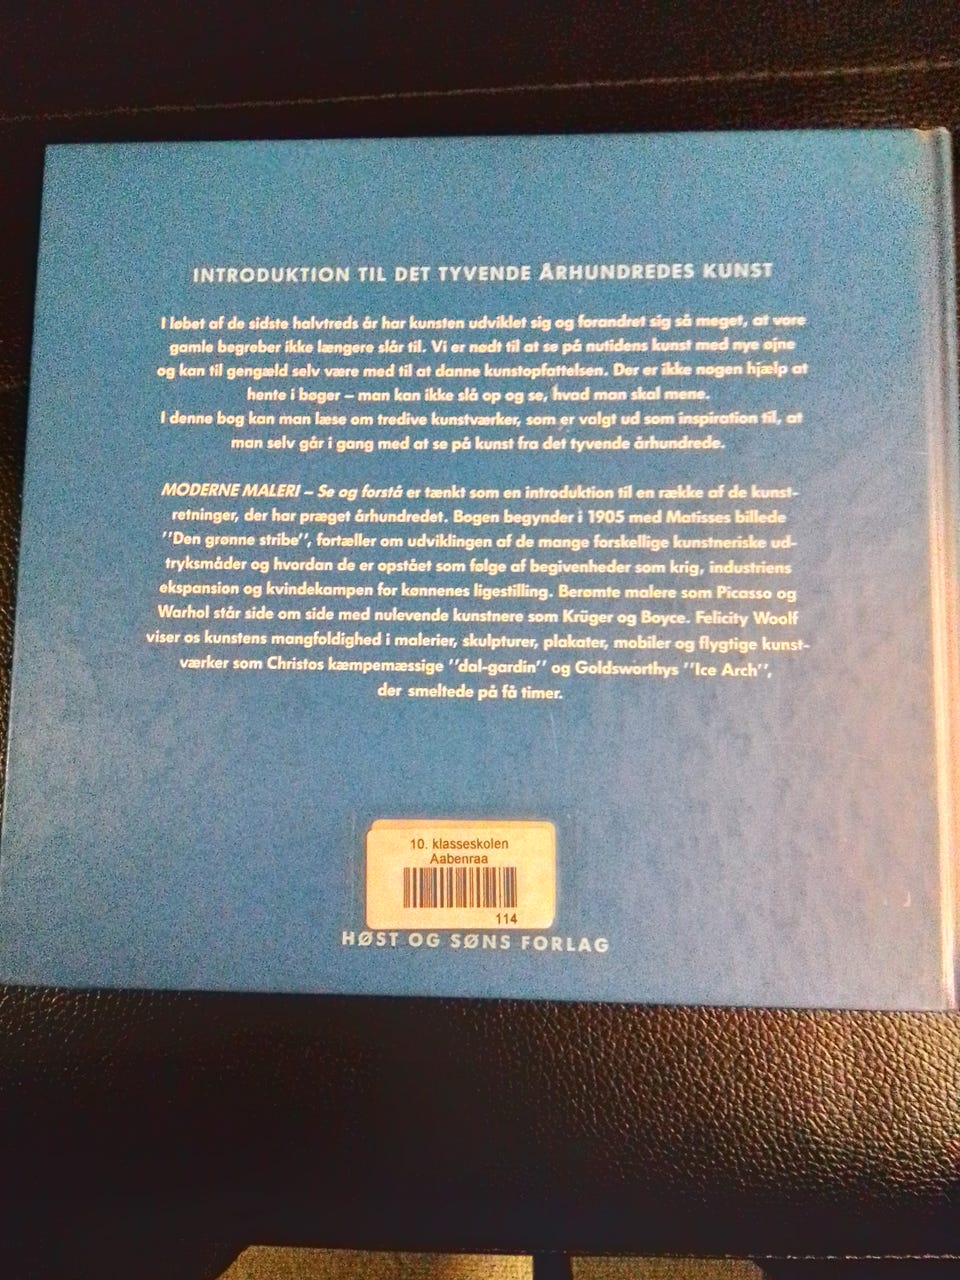 INTRODUKTION TIL DET TYVENDE ÅRHUNDREDES KUNST
I løbet af de sidste halvtreds år har kunsten udviklet sig og forandret sig så meget, at vore
gamle begreber ikke længere slår til. Vi er nødt til at se på nutidens kunst med nye øjne
og kan til gengæld selv være med til at danne kunstopfattelsen. Der er ikke nogen hjælp at
hente i bøger – man kan ikke slå op og se, hvad man skal mene.
I denne bog kan man læse om tredive kunstværker, som er valgt ud som inspiration til, at
man selv går i gang med at se på kunst fra det tyvende århundrede.
MODERNE MALERI – Se og forstå er tænkt som en introduktion til en række af de kunst-
retninger, der har præget århundredet. Bogen begynder i 1905 med Matisses billede
"Den grønne stribe", fortæller om udviklingen af de mange forskellige kunstneriske ud-
tryksmåder og hvordan de er opstået som følge af begivenheder som krig, industriens
ekspansion og kvindekampen for kønnenes ligestilling. Berømte malere som Picasso og
Warhol står side om side med nulevende kunstnere som Krüger og Boyce. Felicity Woolf
viser os kunstens mangfoldighed i malerier, skulpturer, plakater, mobiler og flygtige kunst-
værker som Christos kæmpemæssige "dal-gardin" og Goldsworthys "Ice Arch",
der smeltede på få timer.
10. klasseskolen
Aabenraa
114
HØST OG SØNS FORLAG